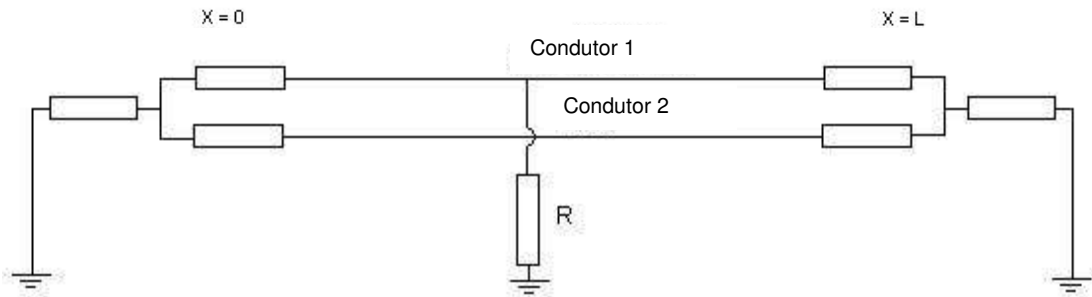 X = 0
X = L
Condutor 1
Condutor 2
R